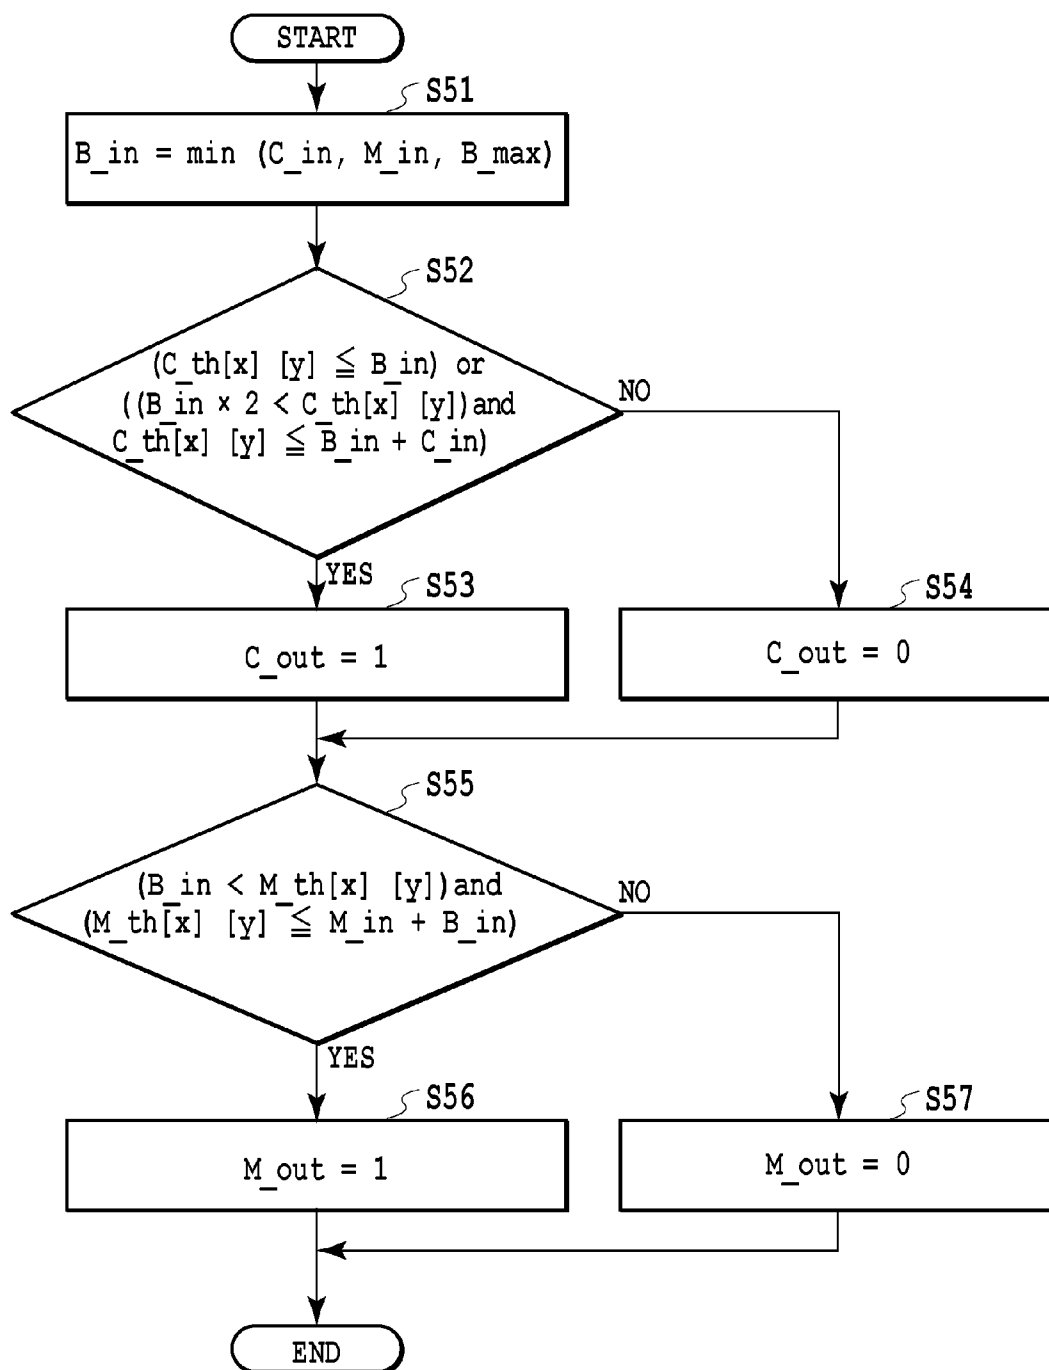 START
S51
B_in = min (C_in, M_in, B_max)
S52
(C_th[x] [y] ≦ B_in) or
((B_in × 2 < C_th[x] [y])and
C_th[x] [y] ≦ B_in + C_in)
NO
YES
S53
C_out = 1
S54
C_out = 0
S55
(B_in < M_th[x] [y])and
(M_th[x] [y] ≦ M_in + B_in)
NO
YES
S56
M_out = 1
S57
M_out = 0
END